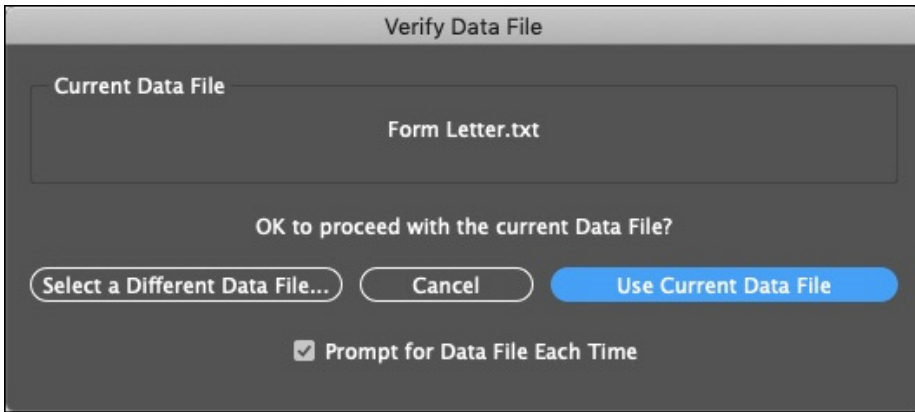 Verify Data File
Current Data File
Form Letter.txt
OK to proceed with the current Data File?
Select a Different Data File... Cancel Use Current Data File
Prompt for Data File Each Time